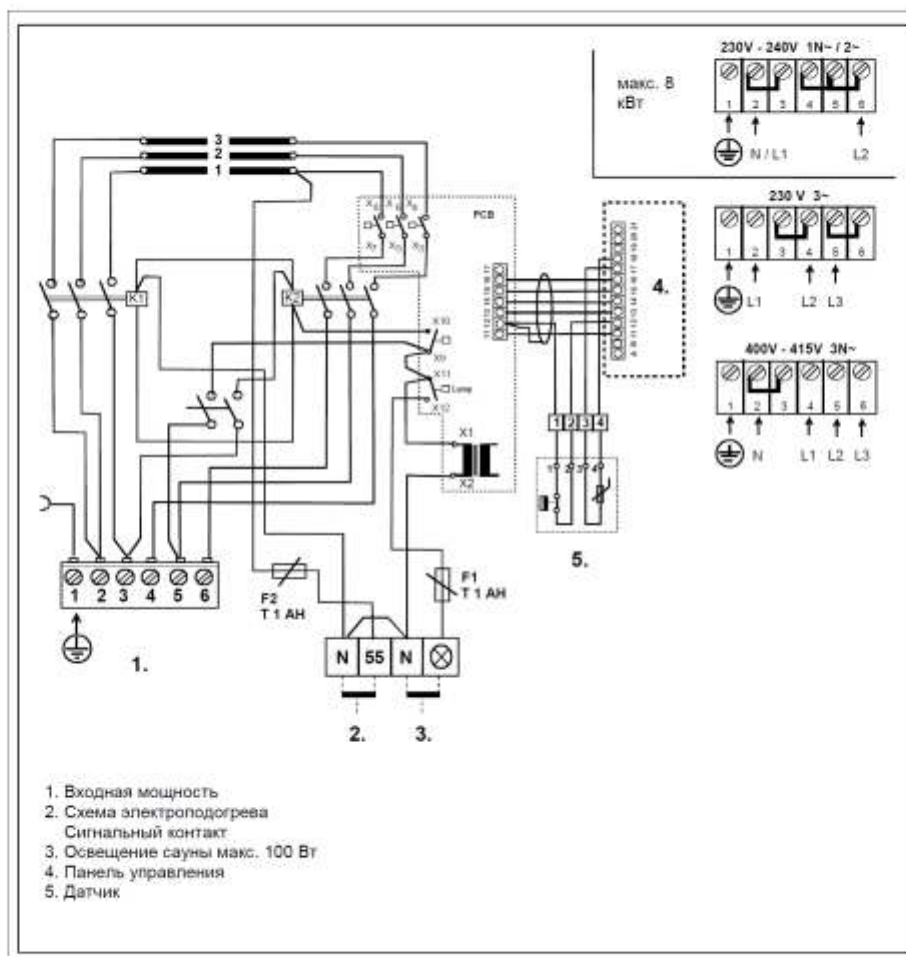 230V - 240V 1N~ / 2~
макс. 8
кВт
1 2 3 4 5 6
N / L1 L2
3
2
1
PCB
230 V 3~
1 2 3 4 5 6
L1 L2 L3
4.
K1
K2
X10
X9
X11
Lamp
X12
400V - 415V 3N~
1 2 3 4 5 6
N L1 L2 L3
X1
X2
1 2 3 4
1 2 3 4
5.
F2
T 1 AH
F1
T 1 AH
1 2 3 4 5 6
1.
N 55 N
2. 3.
1. Входная мощность
2. Схема электроподогрева
Сигнальный контакт
3. Освещение сауны макс. 100 Вт
4. Панель управления
5. Датчик